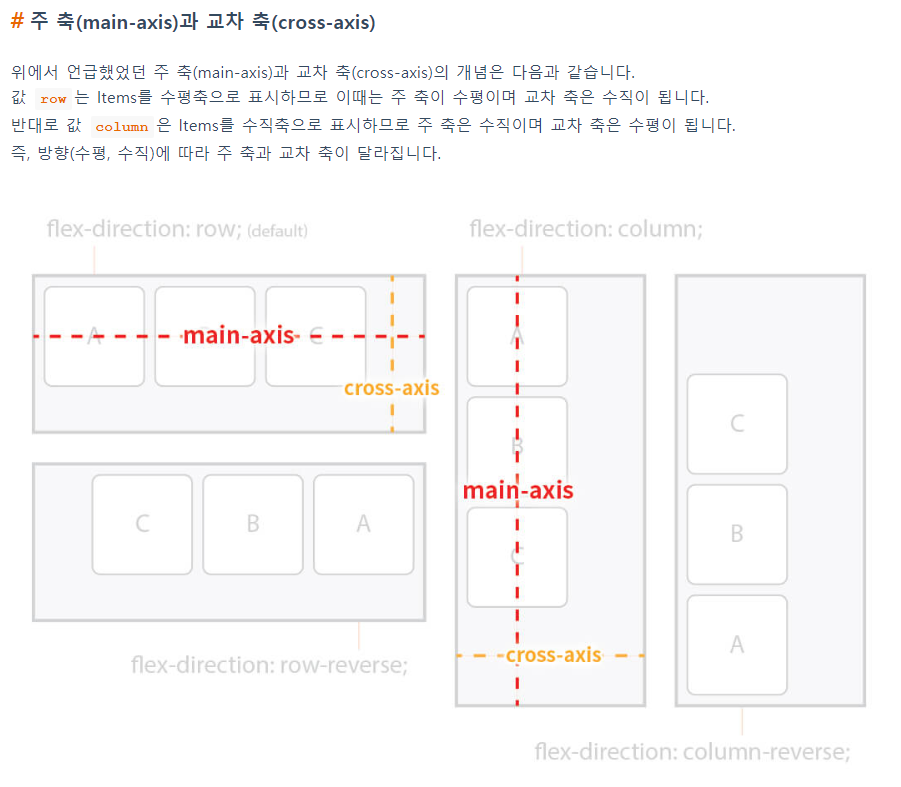 # 주 축(main-axis)과 교차 축(cross-axis)
위에서 언급했었던 주 축(main-axis)과 교차 축(cross-axis)의 개념은 다음과 같습니다.
값 row 는 Items를 수평축으로 표시하므로 이때는 주 축이 수평이며 교차 축은 수직이 됩니다.
반대로 값 column 은 Items를 수직축으로 표시하므로 주 축은 수직이며 교차 축은 수평이 됩니다.
즉, 방향(수평, 수직)에 따라 주 축과 교차 축이 달라집니다.
flex-direction: row; (default)
A
main-axis
C
cross-axis
C B A
flex-direction: row-reverse;
flex-direction: column;
A
B
main-axis
C
cross-axis
C
B
A
flex-direction: column-reverse;